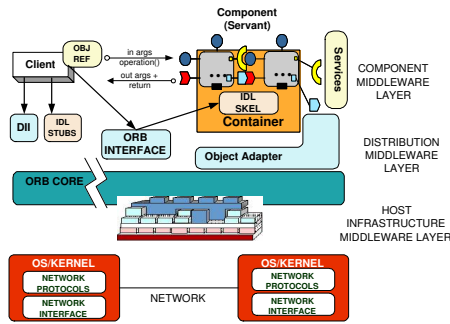 Component
(Servant)
OBJ
REF
in args
operation()
out args +
return
Client
Services
COMPONENT
MIDDLEWARE
LAYER
DII
IDL
STUBS
IDL
SKEL
Container
ORB
INTERFACE
Object Adapter
DISTRIBUTION
MIDDLEWARE
LAYER
ORB CORE
HOST
INFRASTRUCTURE
MIDDLEWARE LAYER
OS/KERNEL
NETWORK
PROTOCOLS
NETWORK
INTERFACE
NETWORK
OS/KERNEL
NETWORK
PROTOCOLS
NETWORK
INTERFACE